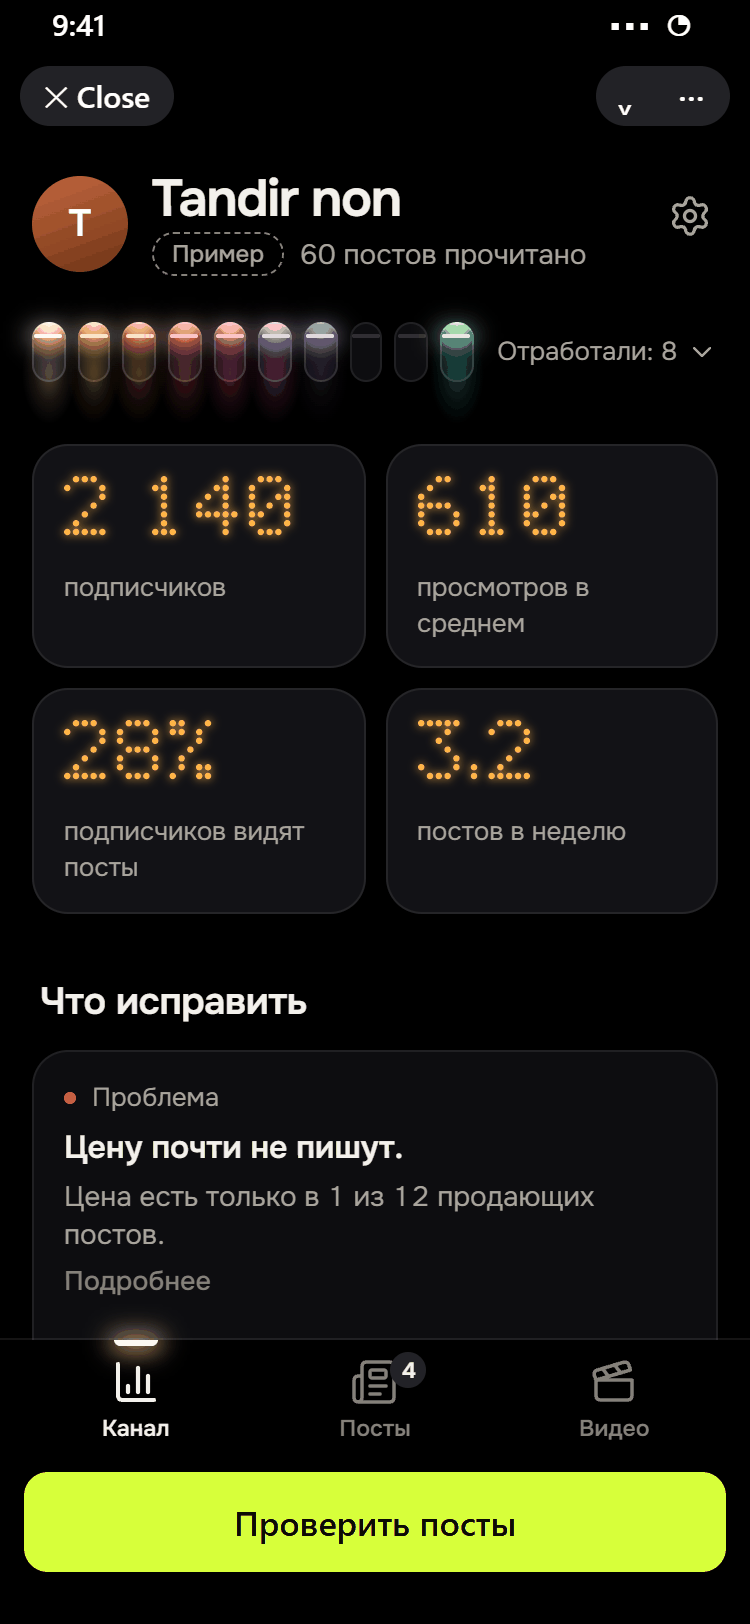 9:41
Close
Tandir non
T
Пример
60 постов прочитано
Отработали: 8
2 140
подписчиков
610
просмотров в
среднем
28%
подписчиков видят
посты
3.2
постов в неделю
Что исправить
Проблема
Цену почти не пишут.
Цена есть только в 1 из 12 продающих
постов.
Подробнее
4
Канал
Посты
Видео
Проверить посты